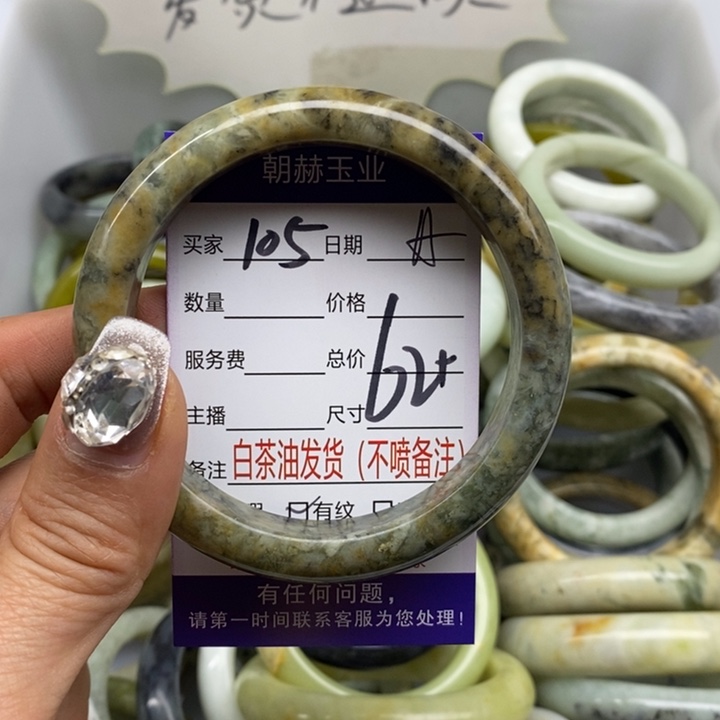 朝赫玉业
买家 105 日期 A
数量 价格
服务费 总价
主播 尺寸 62+
备注 白茶油发货（不喷备注）
有纹
有任何问题，
请第一时间联系客服为您处理！